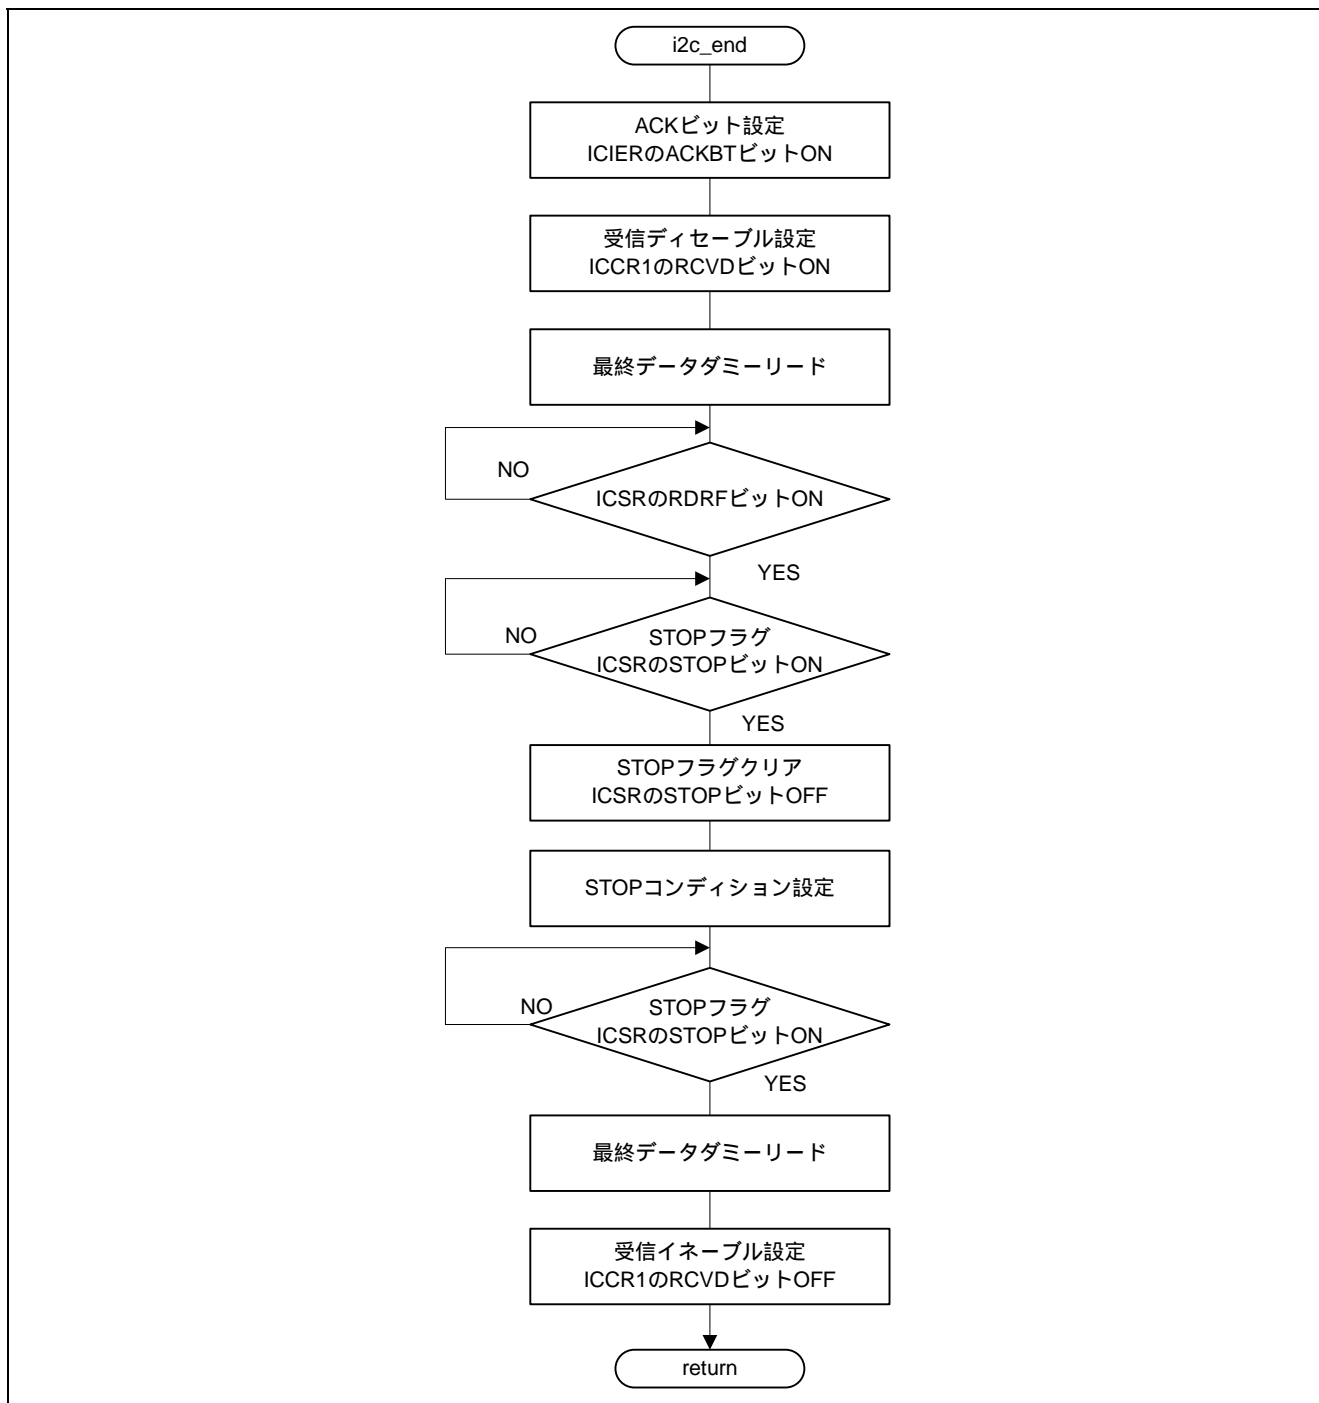 i2c_end
ACKビット設定
ICIERのACKBTビットON
受信ディセーブル設定
ICCR1のRCVDビットON
最終データダミーリード
NO
ICSRのRDRFビットON
YES
NO
STOPフラグ
ICSRのSTOPビットON
YES
STOPフラグクリア
ICSRのSTOPビットOFF
STOPコンディション設定
NO
STOPフラグ
ICSRのSTOPビットON
YES
最終データダミーリード
受信イネーブル設定
ICCR1のRCVDビットOFF
return